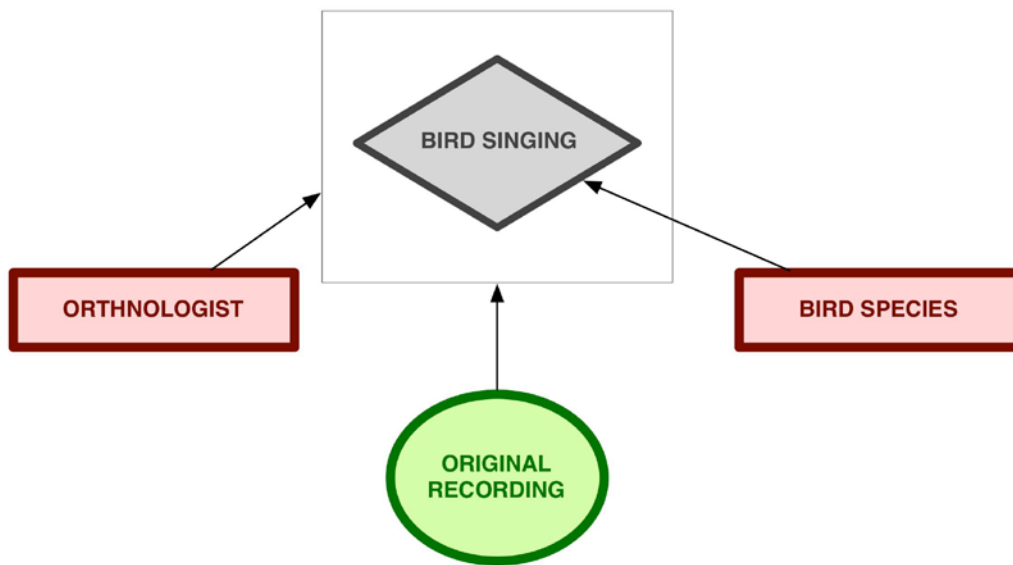 BIRD SINGING
ORTHNOLOGIST
BIRD SPECIES
ORIGINAL
RECORDING